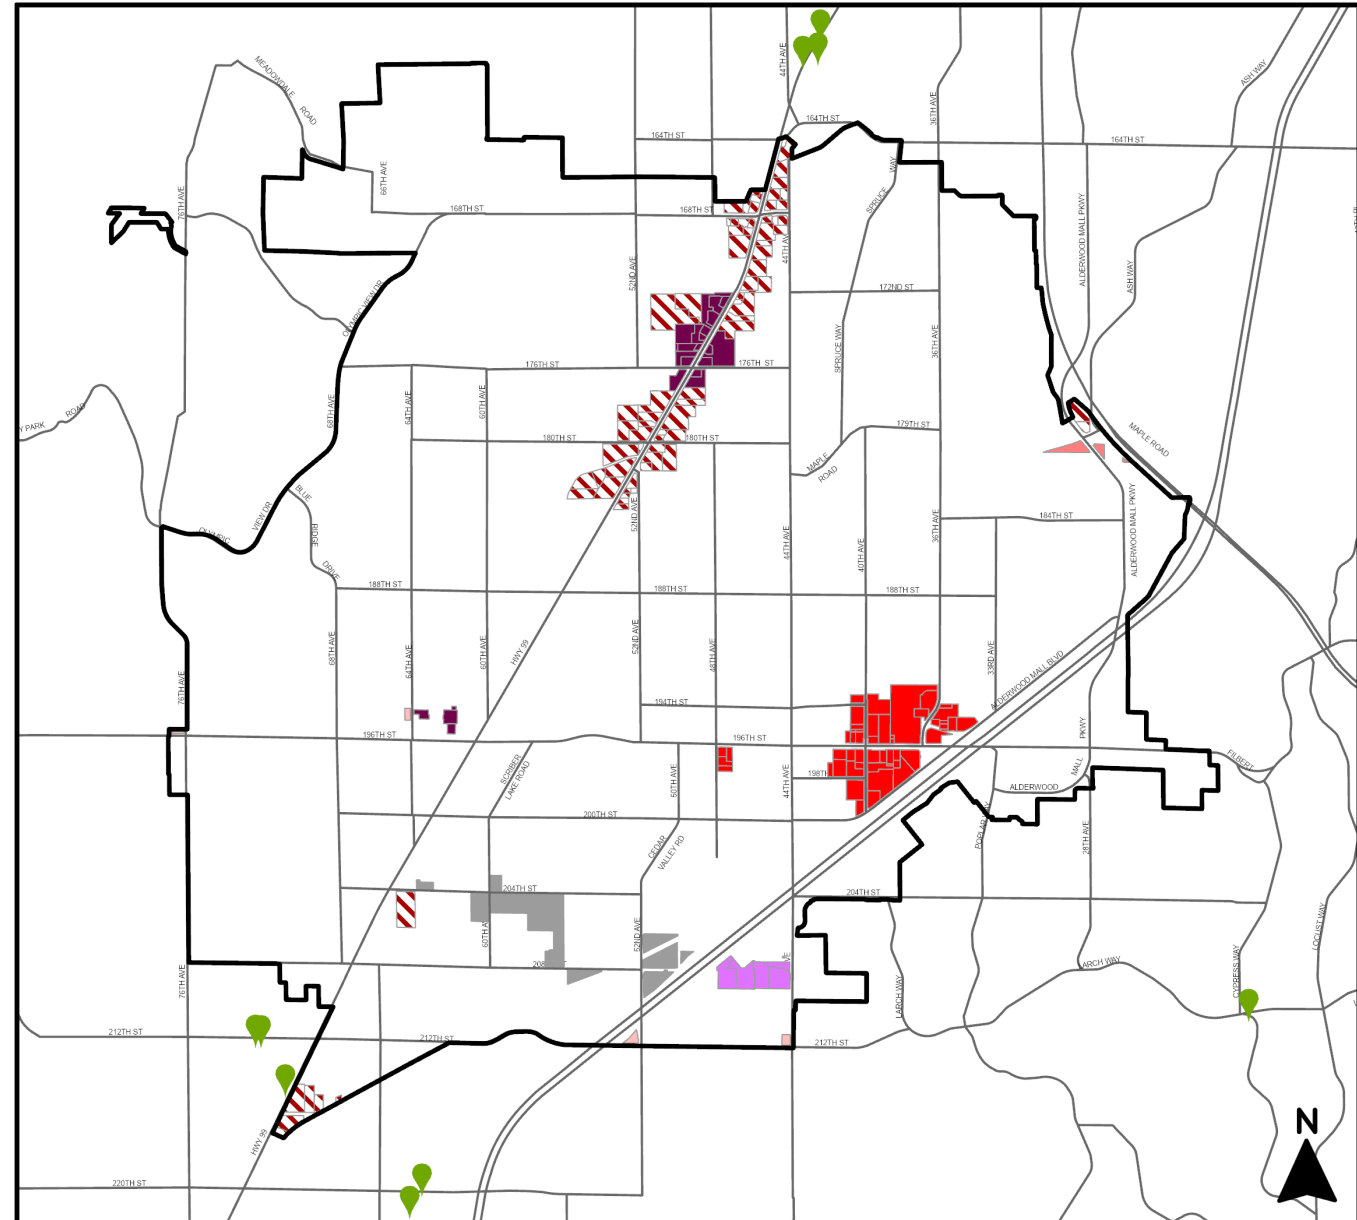 44TH AVE
ASH WAY
MEADOWDALE
ROAD
36TH AVE
164TH ST
164TH ST
164TH ST
66TH AVE
WAY
SPRUCE
76TH AVE
168TH ST
168TH ST
ALDERWOOD MALL PKWY
44TH AV
52ND AVE
ASH WAY
172ND ST
OLYMPIC VIEW DR
SPRUCE WAY
36TH AVE
176TH ST
176TH ST
68TH AVE
64TH AVE
60TH AVE
Y PARK
ROAD
179TH ST
MAPLE ROAD
180TH ST
180TH ST
MAPLE
ROAD
BLUE
RIDGE
DRIVE
VIEW DR
OLYMPIC
52ND AVE
44TH AVE
40TH AVE
36TH AVE
184TH ST
ALDERWOOD MALL PKWY
188TH ST
188TH ST
188TH ST
68TH AVE
64TH AVE
60TH AVE
HWY 99
52ND AVE
48TH AVE
33RD AVE
ALDERWOOD MALL BLVD
76TH AVE
194TH ST
196TH ST
196TH ST
PKWY
MALL
ALDERWOOD
FILBERT
SCRIBER
LAKE ROAD
50TH AVE
44TH AVE
198TH
200TH ST
CEDAR
VALLEY RD
POPLAR WAY
28TH AVE
204TH ST
204TH ST
60TH A
52ND AVE
208
ST
VE
76TH AVE
LARCH WAY
ARCH WAY
CYPRESS WAY
LOCUST WAY
212TH ST
212TH ST
212TH ST
HWY 99
220TH ST
N